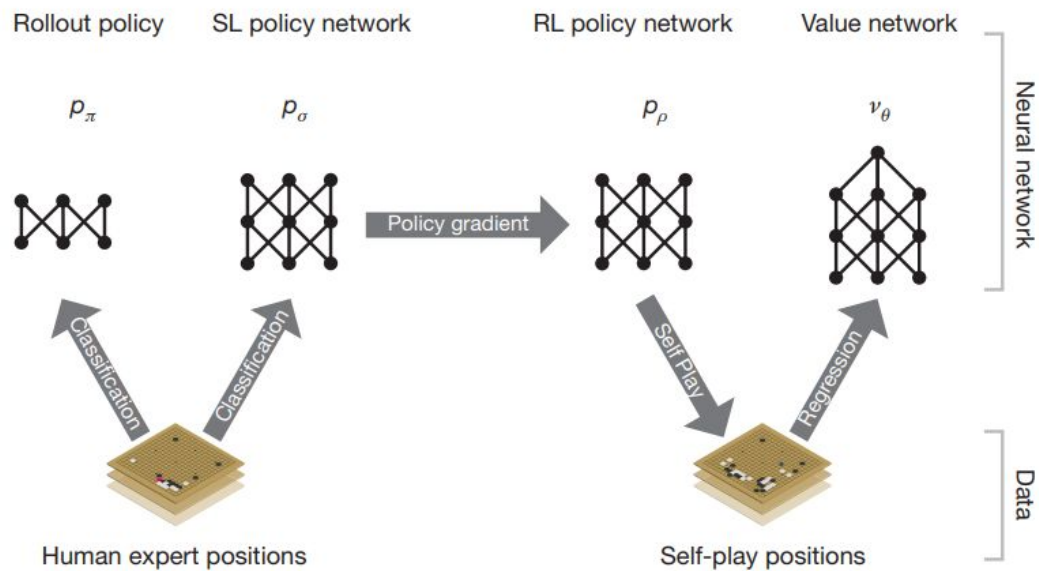 Rollout policy
SL policy network
RL policy network
Value network
pπ
pσ
pρ
νθ
Neural network
Policy gradient
Classification
Classification
Self Play
Regression
Data
Human expert positions
Self-play positions